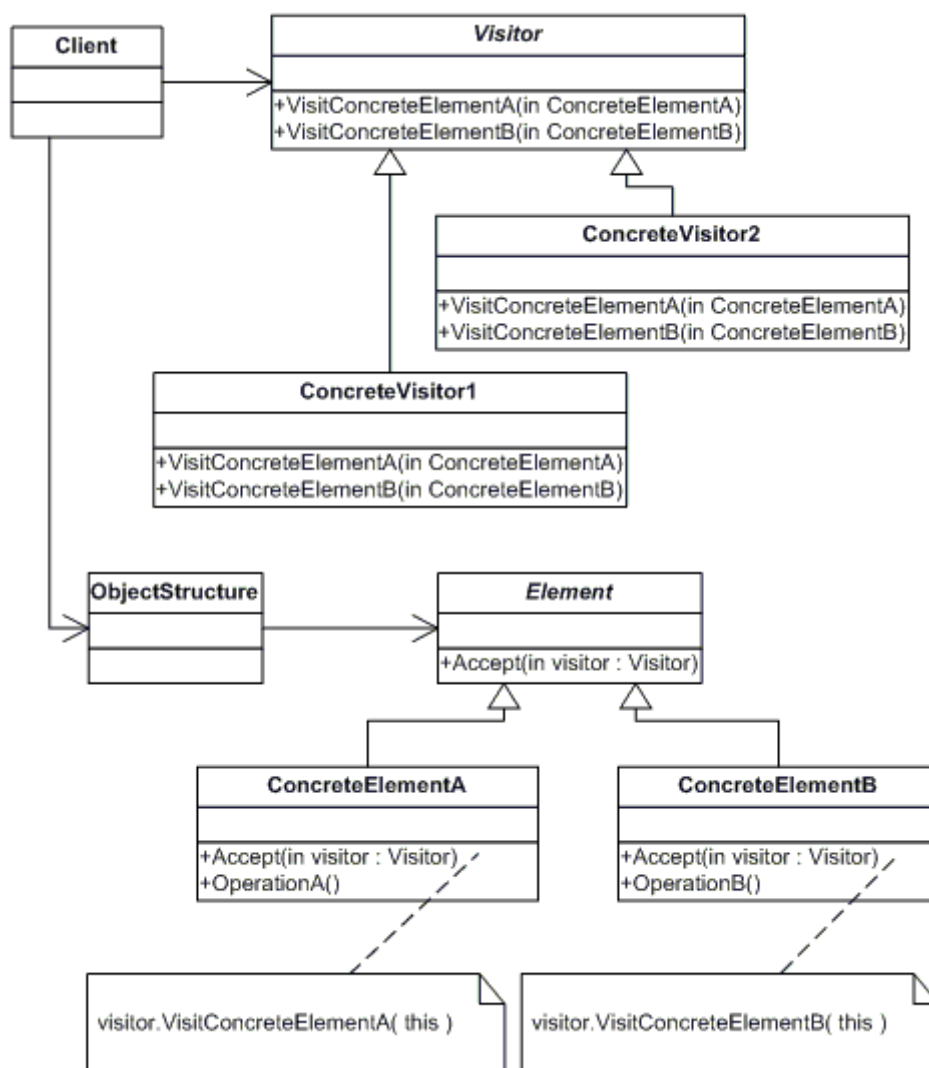 Client
Visitor
+VisitConcreteElementA(in ConcreteElementA)
+VisitConcreteElementB(in ConcreteElementB)
ConcreteVisitor2
+VisitConcreteElementA(in ConcreteElementA)
+VisitConcreteElementB(in ConcreteElementB)
ConcreteVisitor1
+VisitConcreteElementA(in ConcreteElementA)
+VisitConcreteElementB(in ConcreteElementB)
ObjectStructure
Element
+Accept(in visitor : Visitor)
ConcreteElementA
+Accept(in visitor : Visitor)
+OperationA()
ConcreteElementB
+Accept(in visitor : Visitor)
+OperationB()
visitor.VisitConcreteElementA( this )
visitor.VisitConcreteElementB( this )